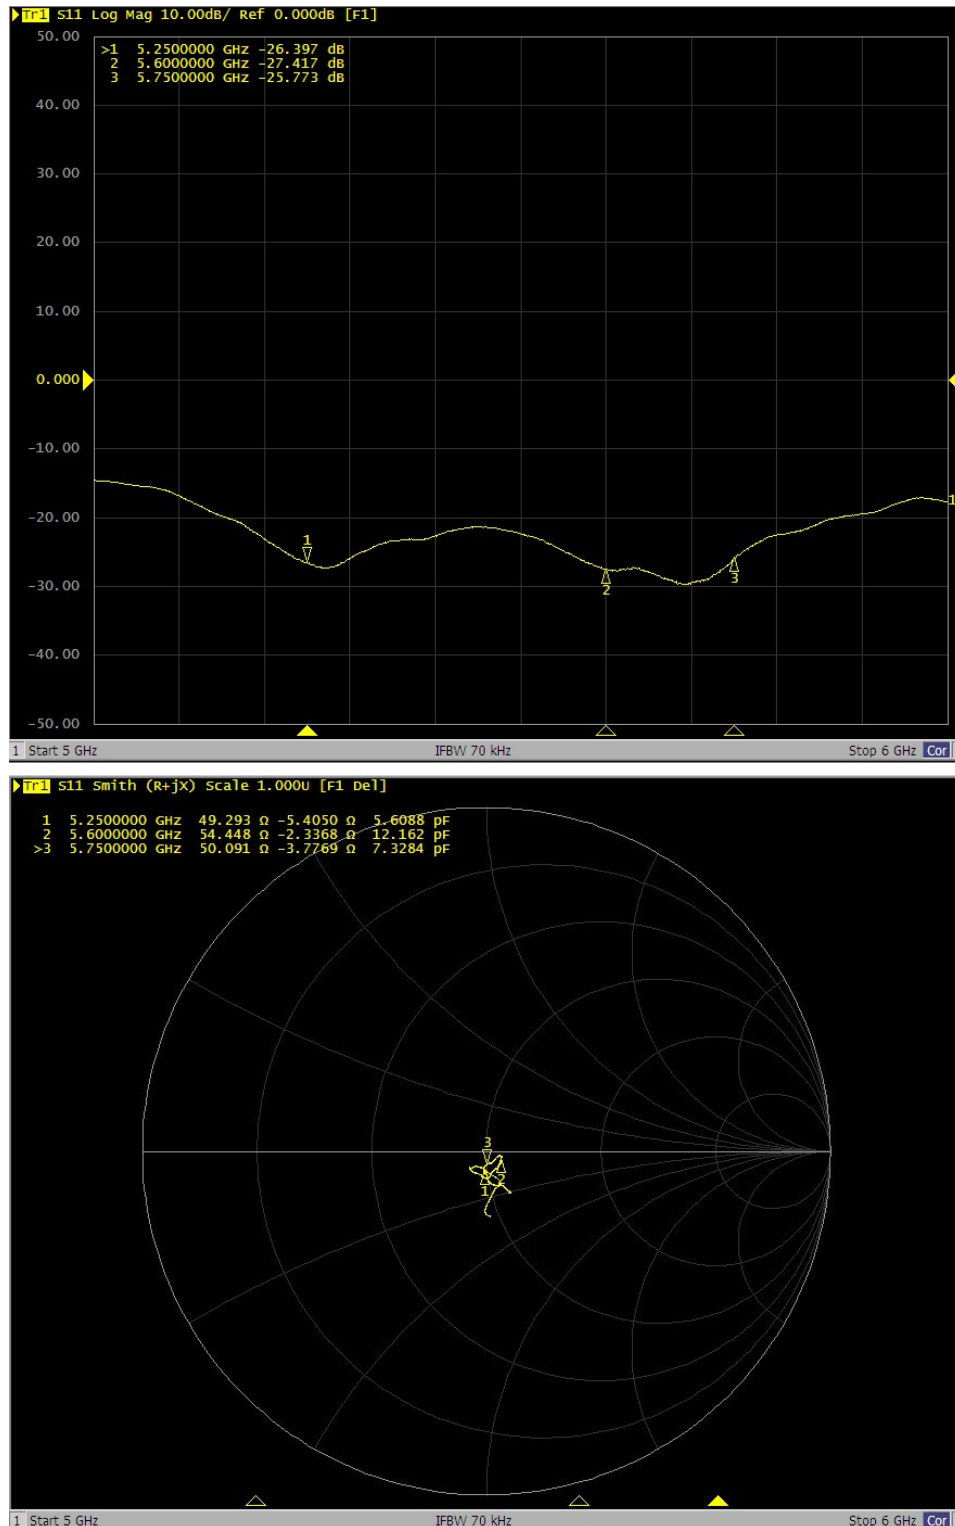 Tr1 S11 Log Mag 10.00dB/ Ref 0.000dB [F1]
50.00
>1 5.2500000 GHz -26.397 dB
2 5.6000000 GHz -27.417 dB
3 5.7500000 GHz -25.773 dB
40.00
30.00
20.00
10.00
0.000
-10.00
-20.00
1
1
2
3
-30.00
-40.00
-50.00
1 Start 5 GHz IFBW 70 kHz Stop 6 GHz Cor
Tr1 S11 Smith (R+jX) Scale 1.000U [F1 Del]
1 5.2500000 GHz 49.293 Ω -5.4050 Ω 5.6088 pF
2 5.6000000 GHz 54.448 Ω -2.3368 Ω 12.162 pF
>3 5.7500000 GHz 50.091 Ω -3.7769 Ω 7.3284 pF
3
2
1
1 Start 5 GHz IFBW 70 kHz Stop 6 GHz Cor